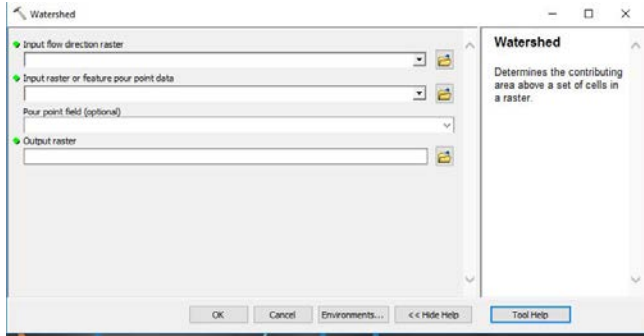 Watershed
Input flow direction raster
Input raster or feature pour point data
Pour point field (optional)
Output raster
Watershed
Determines the contributing
area above a set of cells in
a raster.
OK
Cancel
Environments...
<< Hide Help
Tool Help